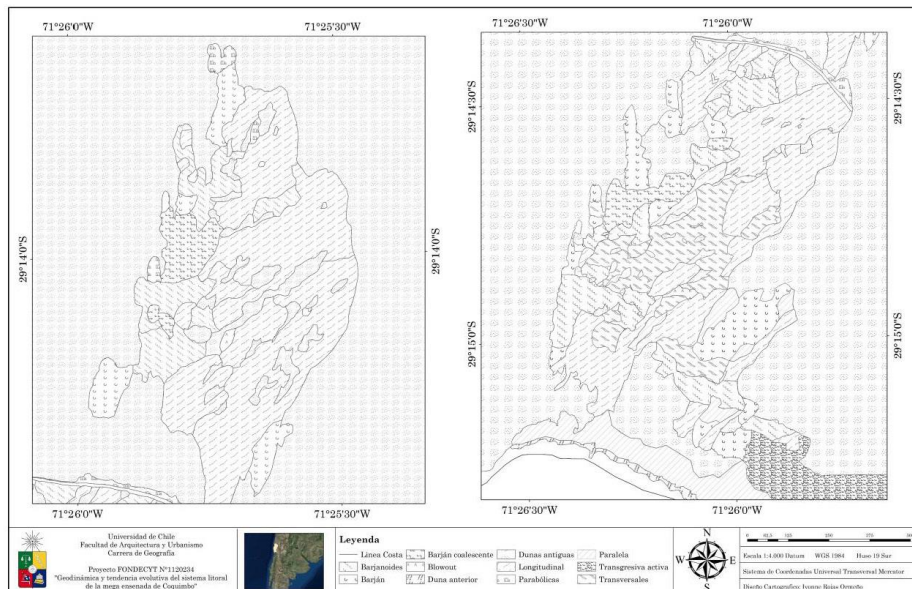 71°26'0"W
71°25'30"W
71°26'30"W
71°26'0"W
29°14'0"S
29°14'0"S
29°14'30"S
29°14'30"S
29°15'0"S
29°15'0"S
71°26'0"W
71°25'30"W
71°26'30"W
71°26'0"W
Universidad de Chile
Facultad de Arquitectura y Urbanismo
Carrera de Geografía
Proyecto FONDECYT N°1120234
"Geodinámica y tendencia evolutiva del sistema litoral
de la mega ensenada de Coquimbo"
Leyenda
Linea Costa
Barjanoides
Barján
Barján coalescente
Blowout
Duna anterior
Dunas antiguas
Longitudinal
Parabólicas
Paralela
Transgresiva activa
Transversales
N
W E
S
Escala 1:4.000 Datum WGS 1984 Huso 19 Sur
Sistema de Coordenadas Universal Transversal Mercator
Diseño Cartografico: Ivonne Rojas